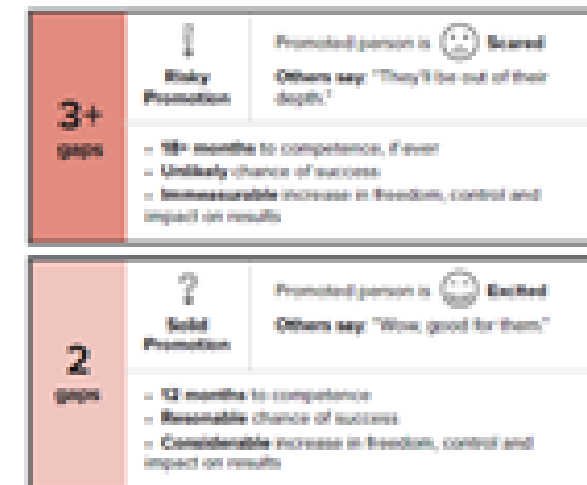 3+
gaps
Risky
Promotion
Promoted person is Scared
Others say: "They'll be out of their
depth."
- 18+ months to competence, if ever
- Unlikely chance of success
- Immeasurable increase in freedom, control and
impact on results
2
gaps
?
Solid
Promotion
Promoted person is Excited
Others say: "Wow, good for them."
- 12 months to competence
- Reasonable chance of success
- Considerable increase in freedom, control and
impact on results